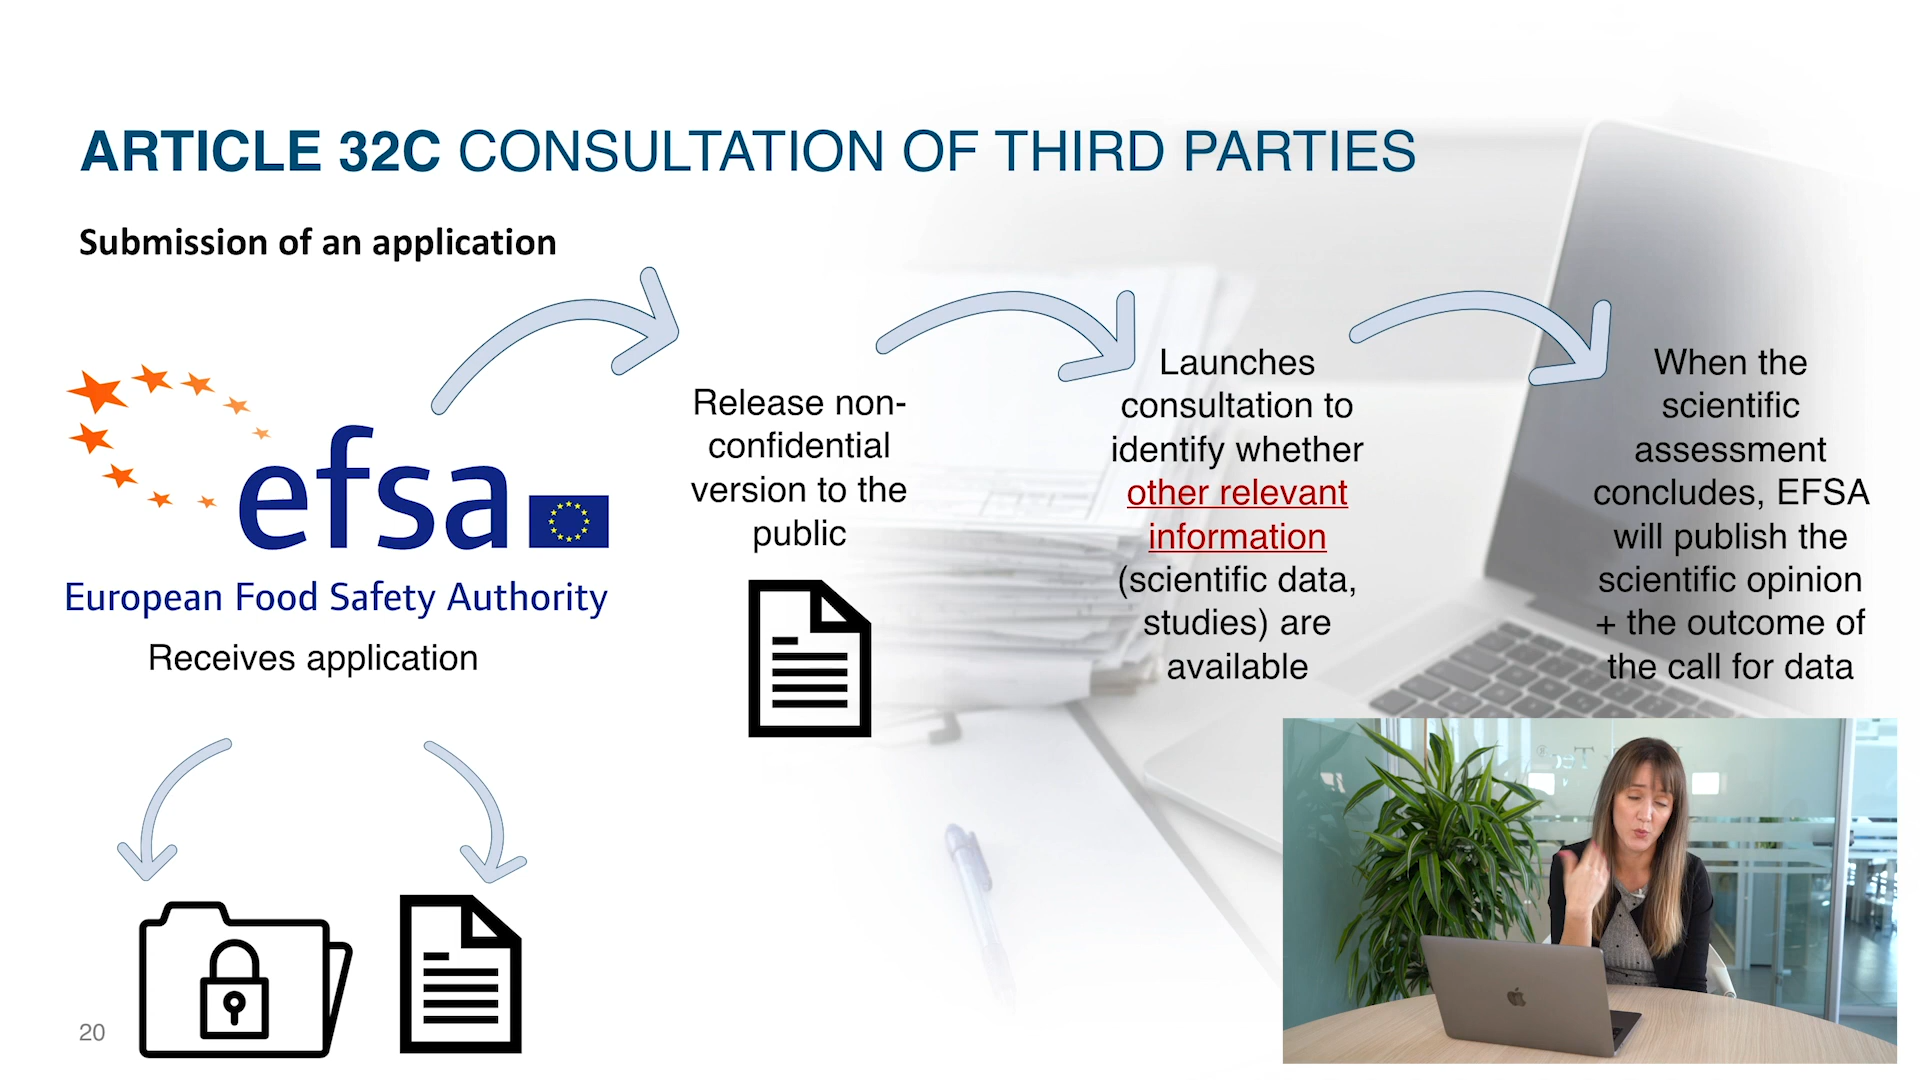 ARTICLE 32C CONSULTATION OF THIRD PARTIES
Submission of an application
efsa
European Food Safety Authority
Receives application
Release non-
confidential
version to the
public
Launches
consultation to
identify whether
other relevant
information
(scientific data,
studies) are
available
When the
scientific
assessment
concludes, EFSA
will publish the
scientific opinion
+ the outcome of
the call for data
20